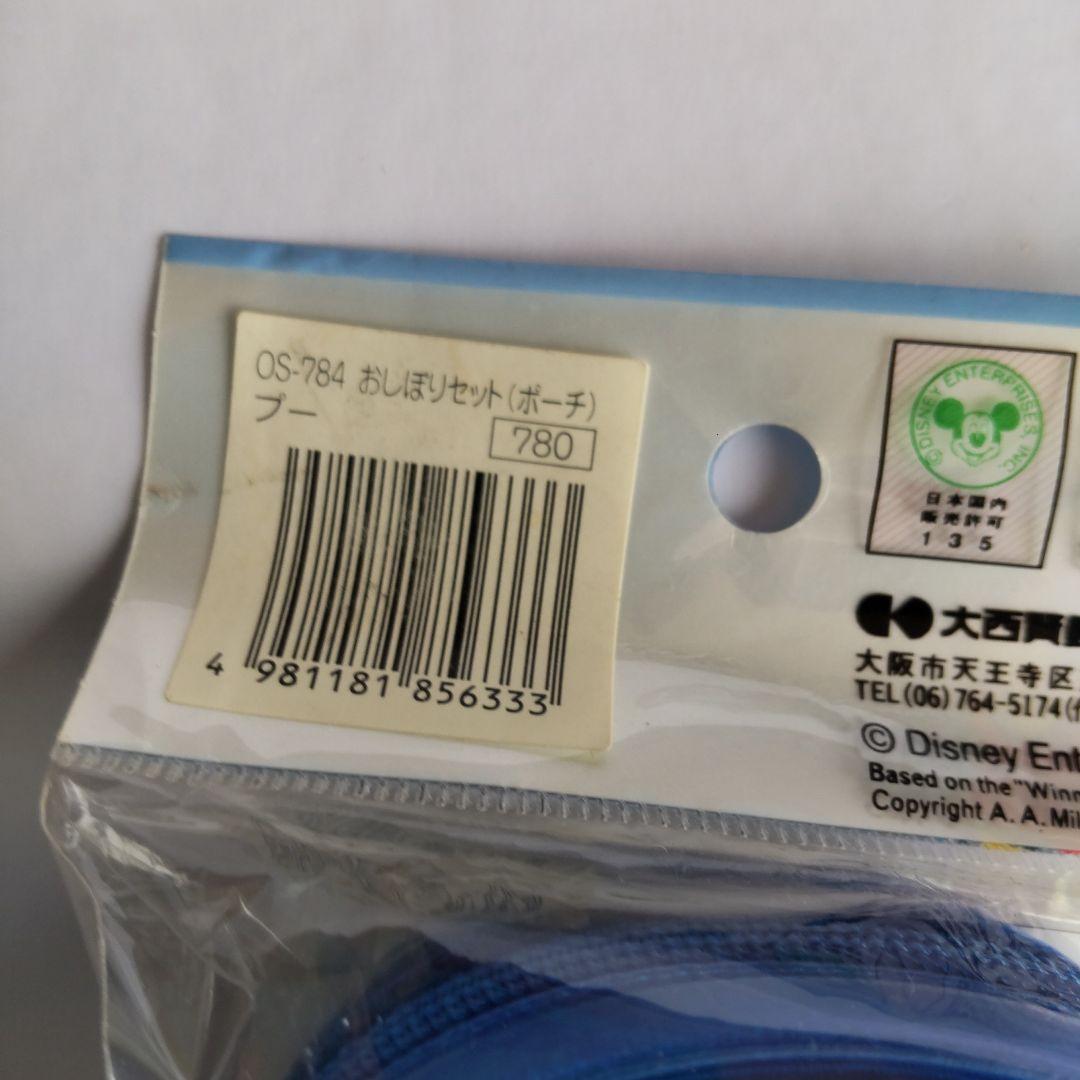 OS-784 おしぼりセット(ポーチ)
プー
780
4 981181 856333
©DISNEY ENTERPRISES INC.
日本国内
販売許可
135
大西賢
大阪市天王寺区
TEL(06)764-5174(
© Disney Ent
Based on the "Winn
Copyright A. A. Mil